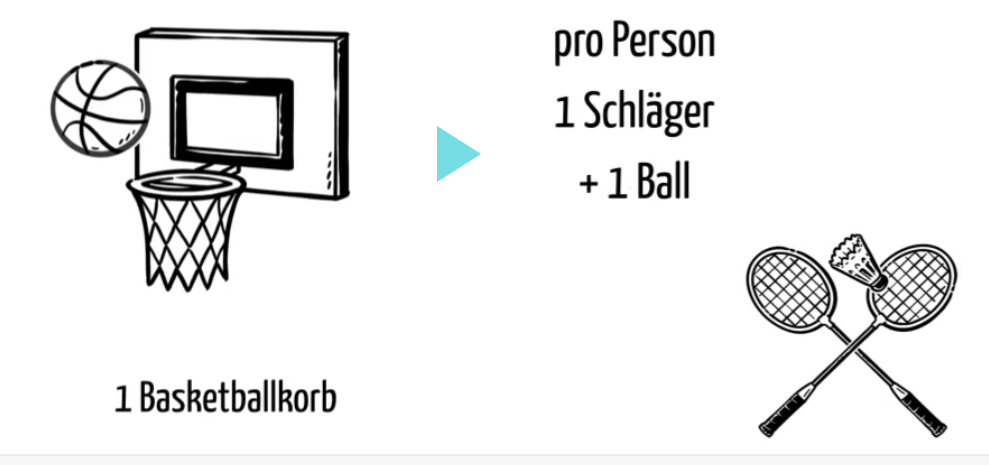 pro Person
1 Schläger
+ 1 Ball
1 Basketballkorb